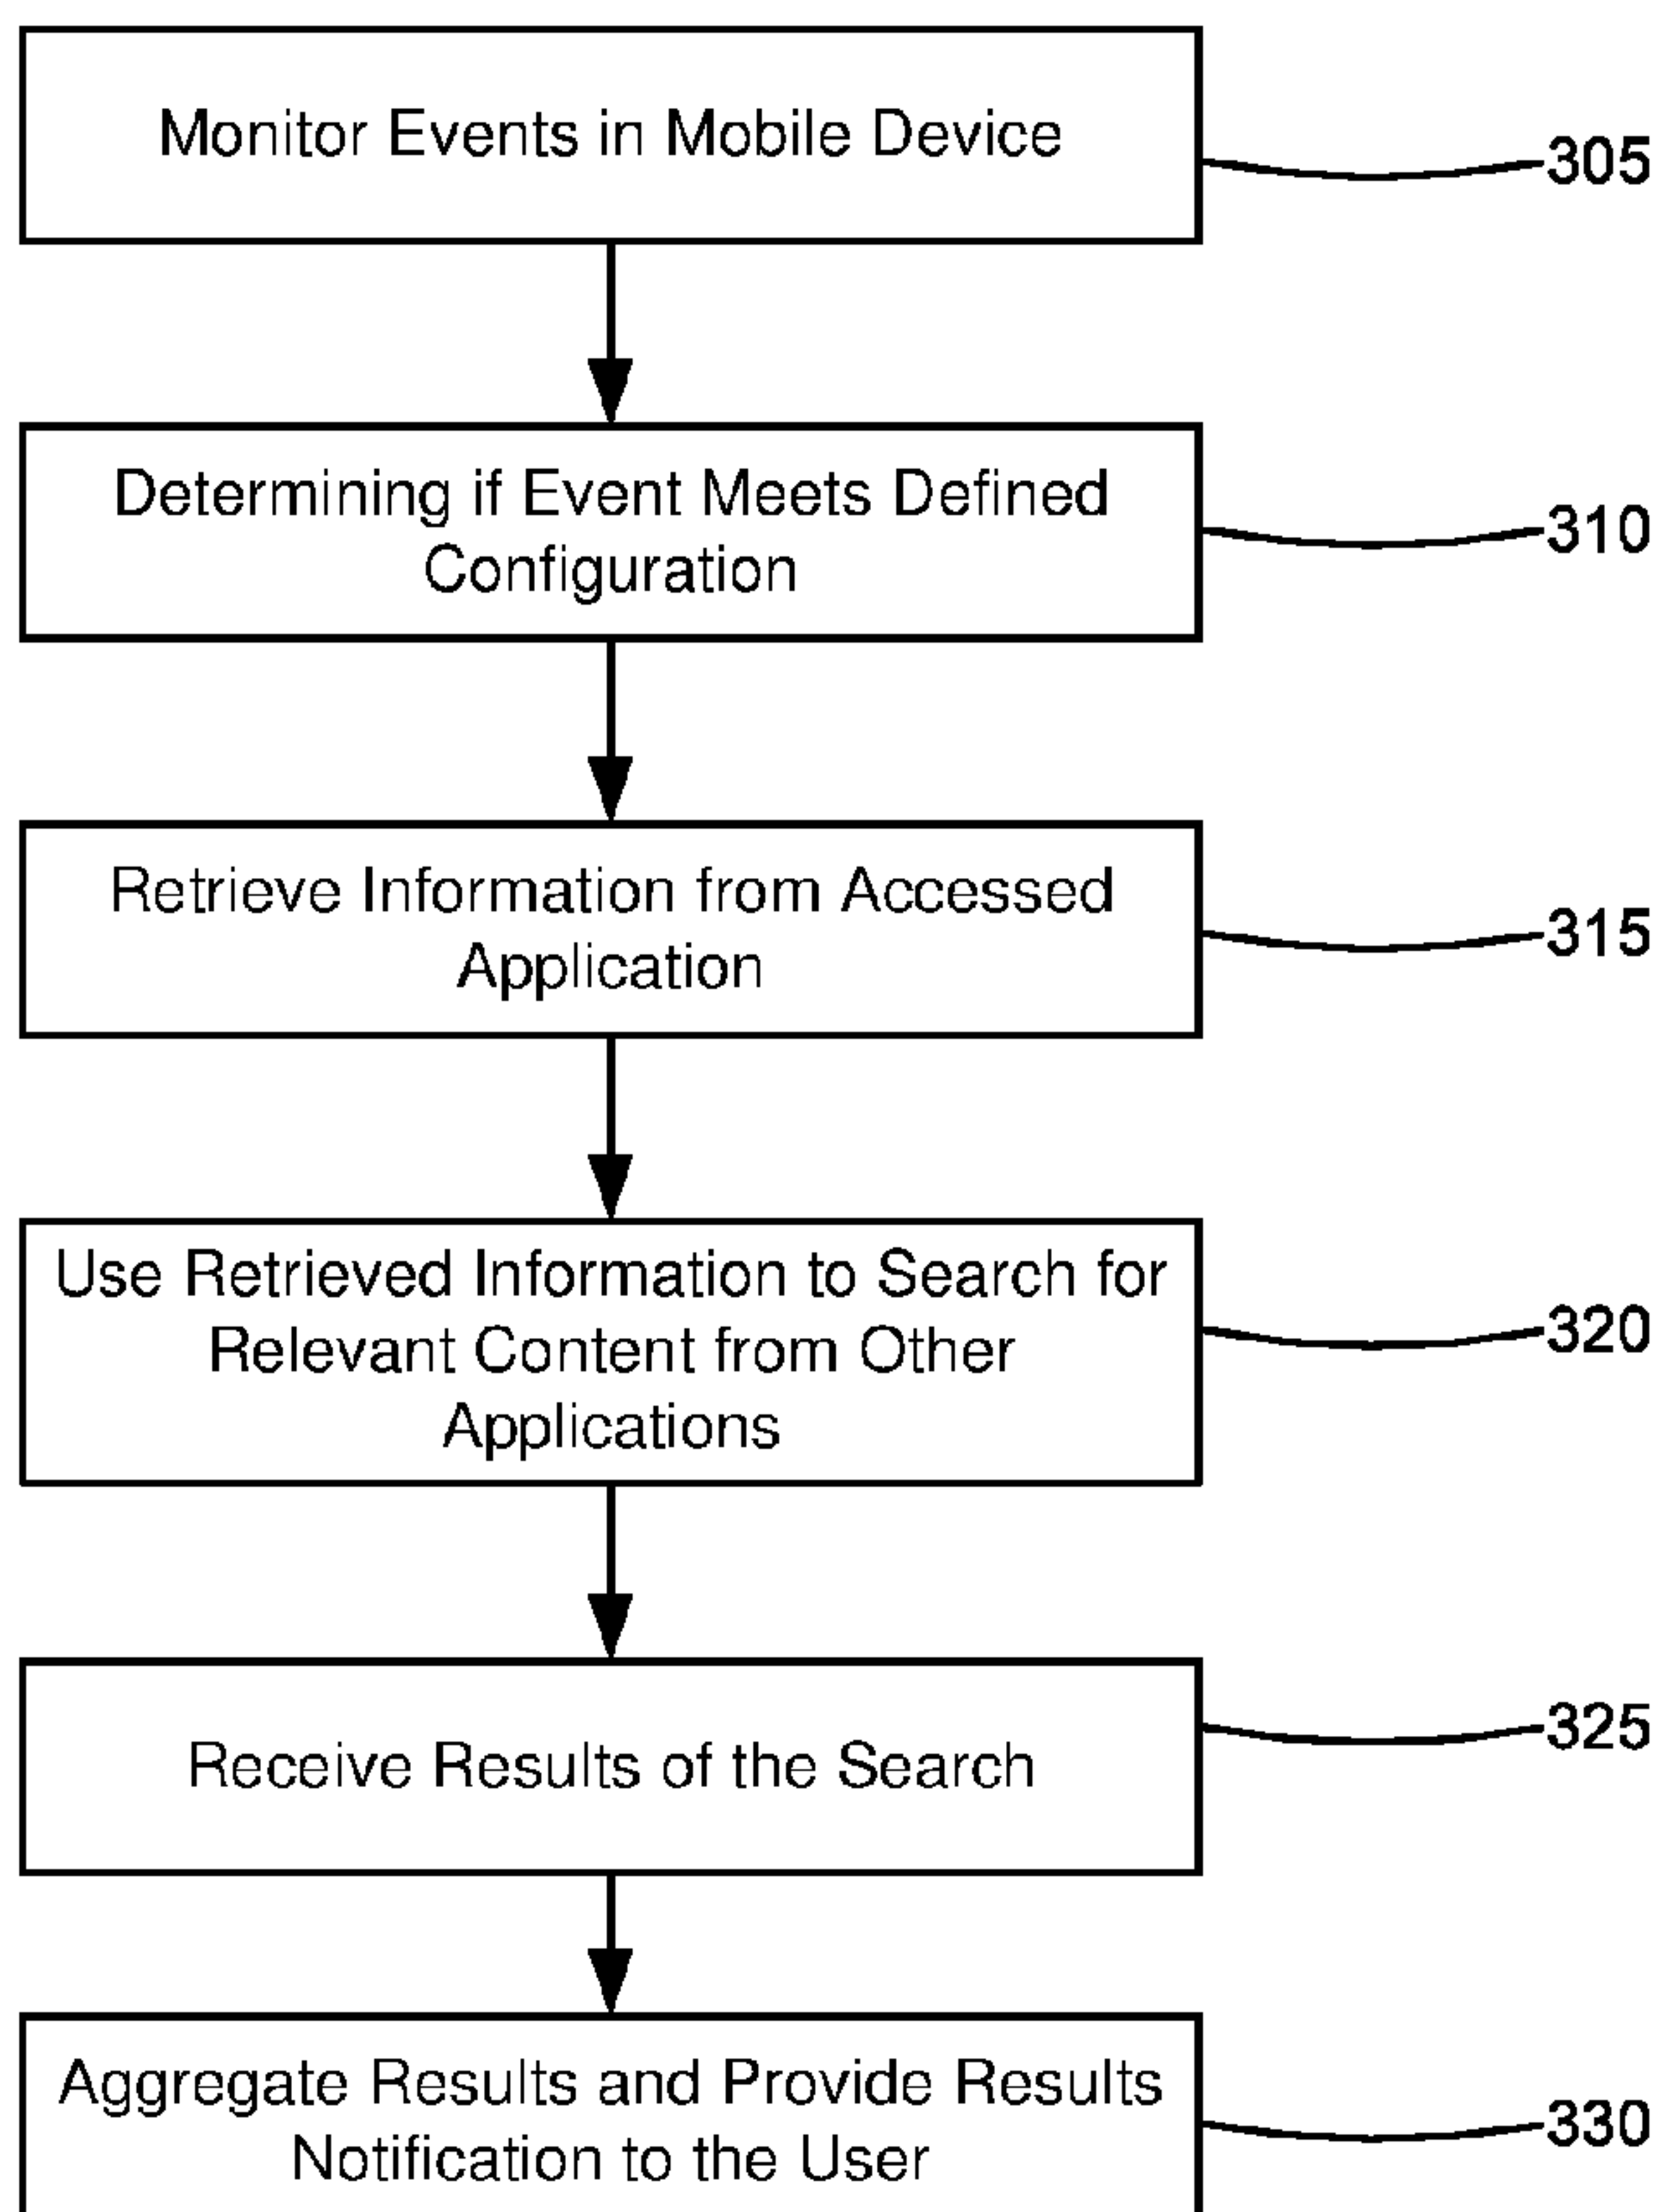 Monitor Events in Mobile Device
305
Determining if Event Meets Defined
Configuration
310
Retrieve Information from Accessed
Application
315
Use Retrieved Information to Search for
Relevant Content from Other
Applications
320
Receive Results of the Search
325
Aggregate Results and Provide Results
Notification to the User
330